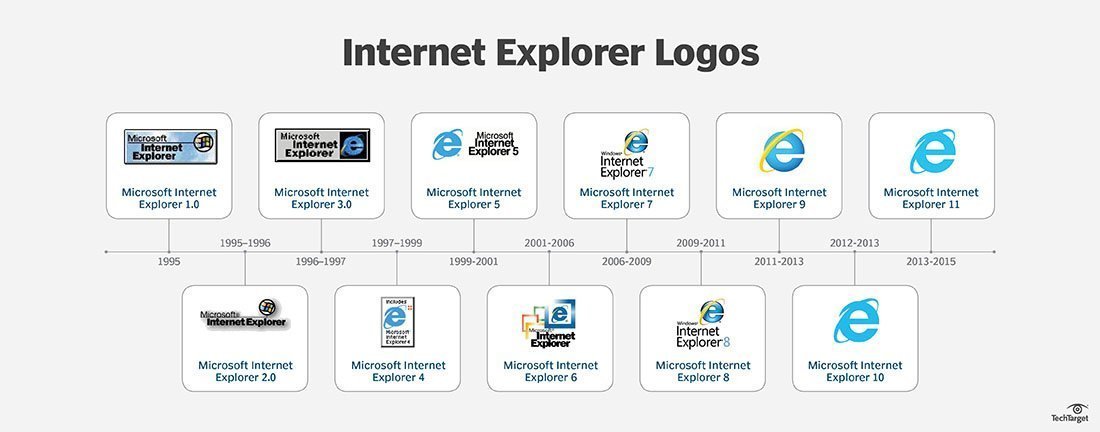 Internet Explorer Logos
Microsoft
Internet
Explorer
Microsoft Internet
Explorer 1.0
Microsoft
Internet
Explorer
Microsoft Internet
Explorer 3.0
Microsoft
Internet
Explorer 5
Microsoft Internet
Explorer 5
Windows
Internet
Explorer 7
Microsoft Internet
Explorer 7
Microsoft Internet
Explorer 9
Microsoft Internet
Explorer 11
1995–1996
1997–1999
2001-2006
2009-2011
2012-2013
1995
1996–1997
1999-2001
2006-2009
2011-2013
2013-2015
Microsoft
Internet Explorer
Microsoft Internet
Explorer 2.0
Includes
Microsoft
Internet
Explorer 4
Microsoft Internet
Explorer 4
Microsoft
Internet
Explorer
Microsoft Internet
Explorer 6
Windows
Internet
Explorer 8
Microsoft Internet
Explorer 8
Microsoft Internet
Explorer 10
TechTarget